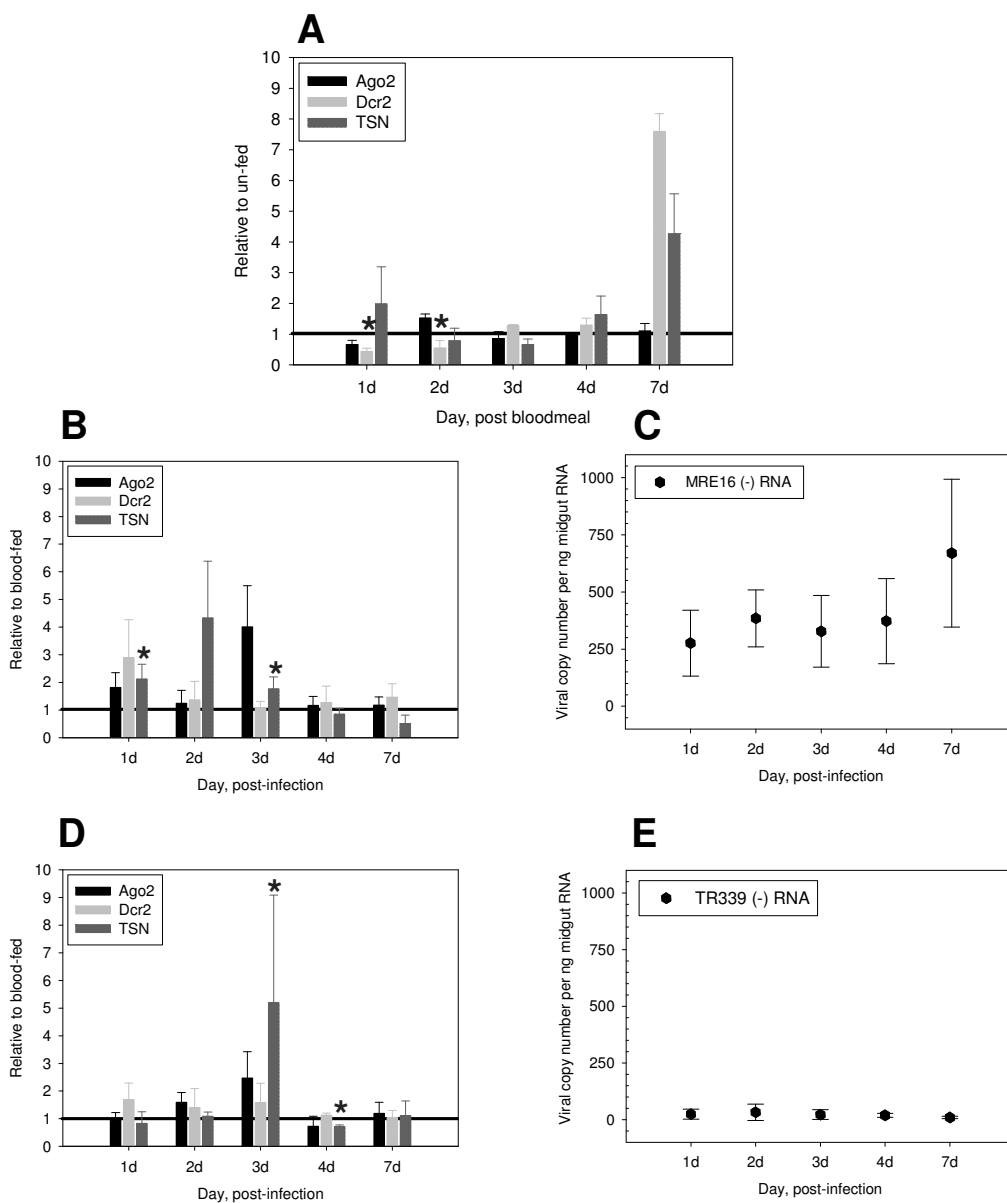 A
10
9
8
7
6
5
4
3
2
1
0
Relative to un-fed
Ago2
Dcr2
TSN
*
*
1d 2d 3d 4d 7d
Day, post bloodmeal
B
10
9
8
7
6
5
4
3
2
1
0
Relative to blood-fed
Ago2
Dcr2
TSN
*
*
1d 2d 3d 4d 7d
Day, post-infection
C
1000
750
500
250
0
Viral copy number per ng midgut RNA
MRE16 (-) RNA
1d 2d 3d 4d 7d
Day, post-infection
D
10
9
8
7
6
5
4
3
2
1
0
Relative to blood-fed
Ago2
Dcr2
TSN
*
*
1d 2d 3d 4d 7d
Day, post-infection
E
1000
750
500
250
0
Viral copy number per ng midgut RNA
TR339 (-) RNA
1d 2d 3d 4d 7d
Day, post-infection